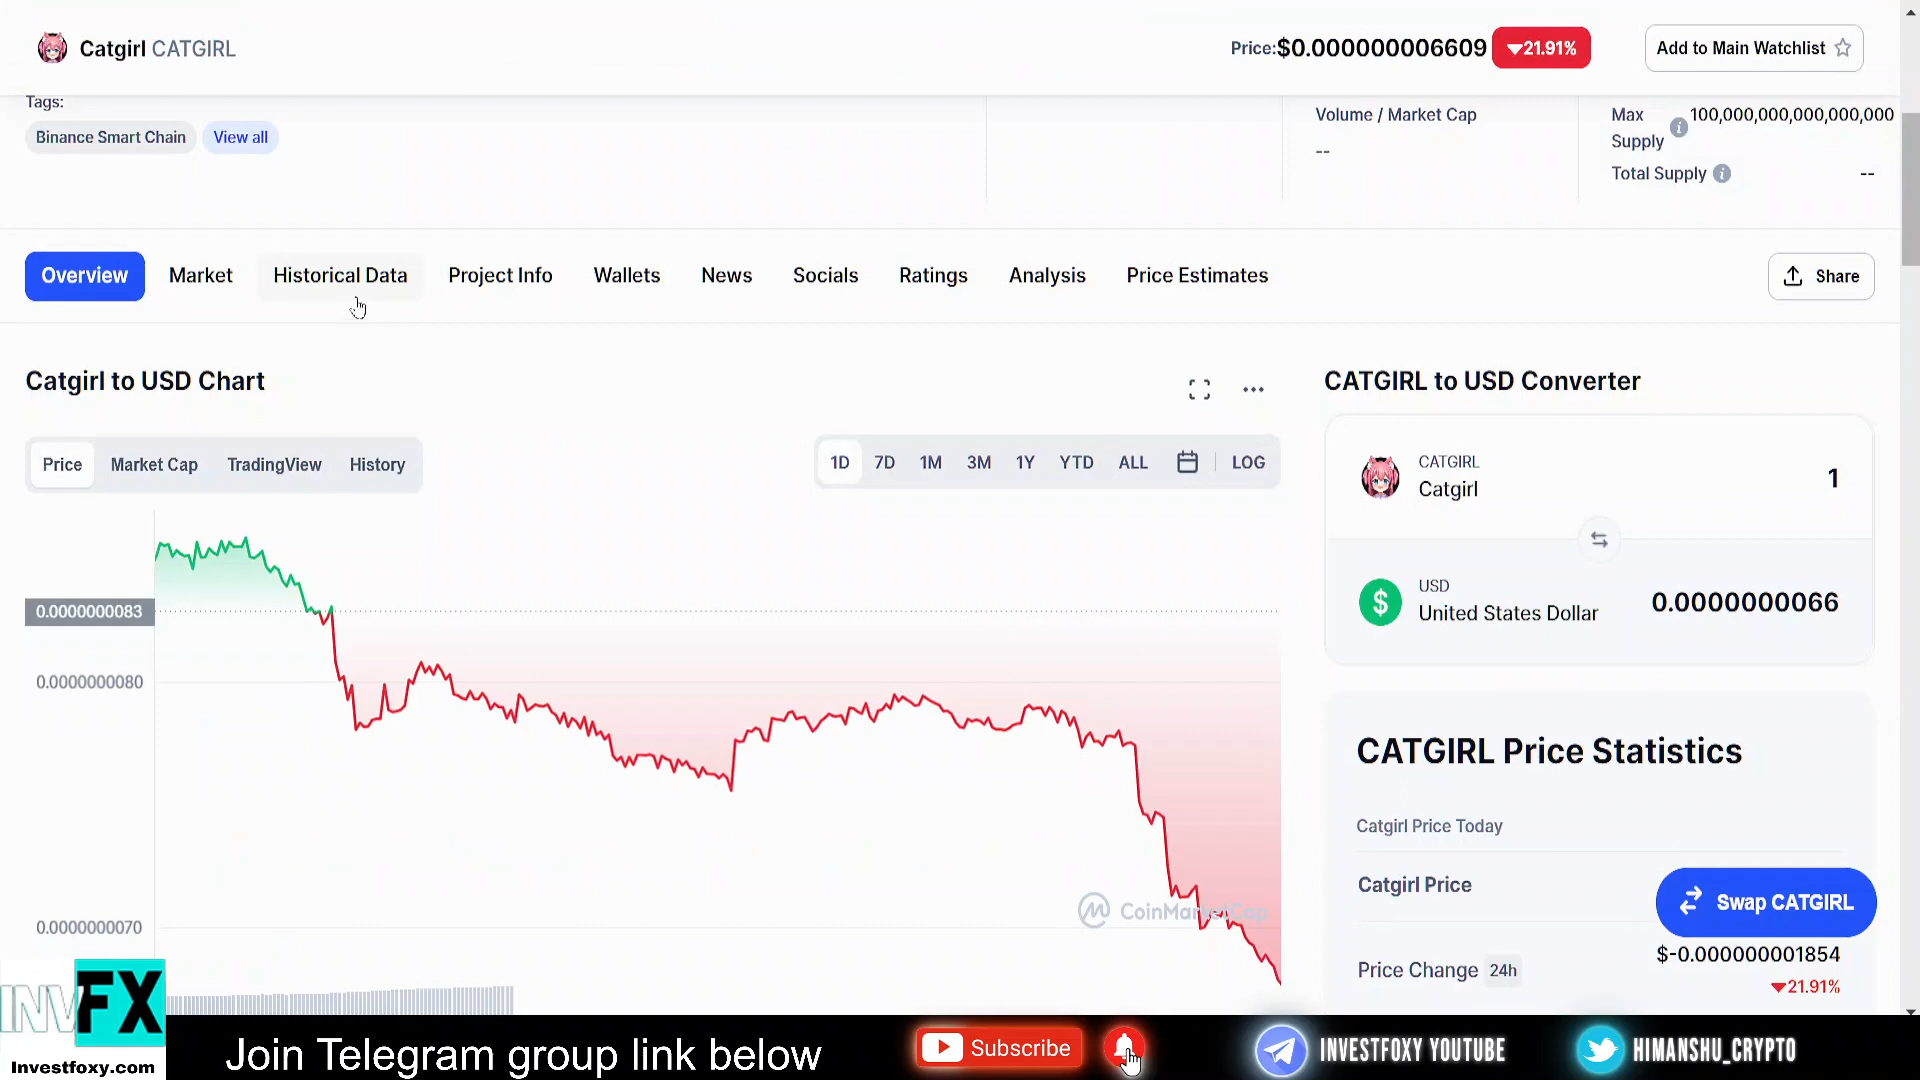 Catgirl CATGIRL
Price:$0.000000006609 21.91%
Add to Main Watchlist
Tags:
Binance Smart Chain View all
Volume / Market Cap
--
Max Supply 100,000,000,000,000,000
Total Supply --
Overview Market Historical Data Project Info Wallets News Socials Ratings Analysis Price Estimates
Share
Catgirl to USD Chart
Price Market Cap TradingView History
1D 7D 1M 3M 1Y YTD ALL LOG
0.0000000083
0.0000000080
0.0000000070
CoinMarketCap
CATGIRL to USD Converter
CATGIRL
Catgirl
1
USD
United States Dollar
0.0000000066
CATGIRL Price Statistics
Catgirl Price Today
Catgirl Price
Swap CATGIRL
$-0.000000001854
Price Change 24h
21.91%
INV FX
Investfoxy.com
Join Telegram group link below
Subscribe
INVESTFOXY YOUTUBE
HIMANSHU_CRYPTO